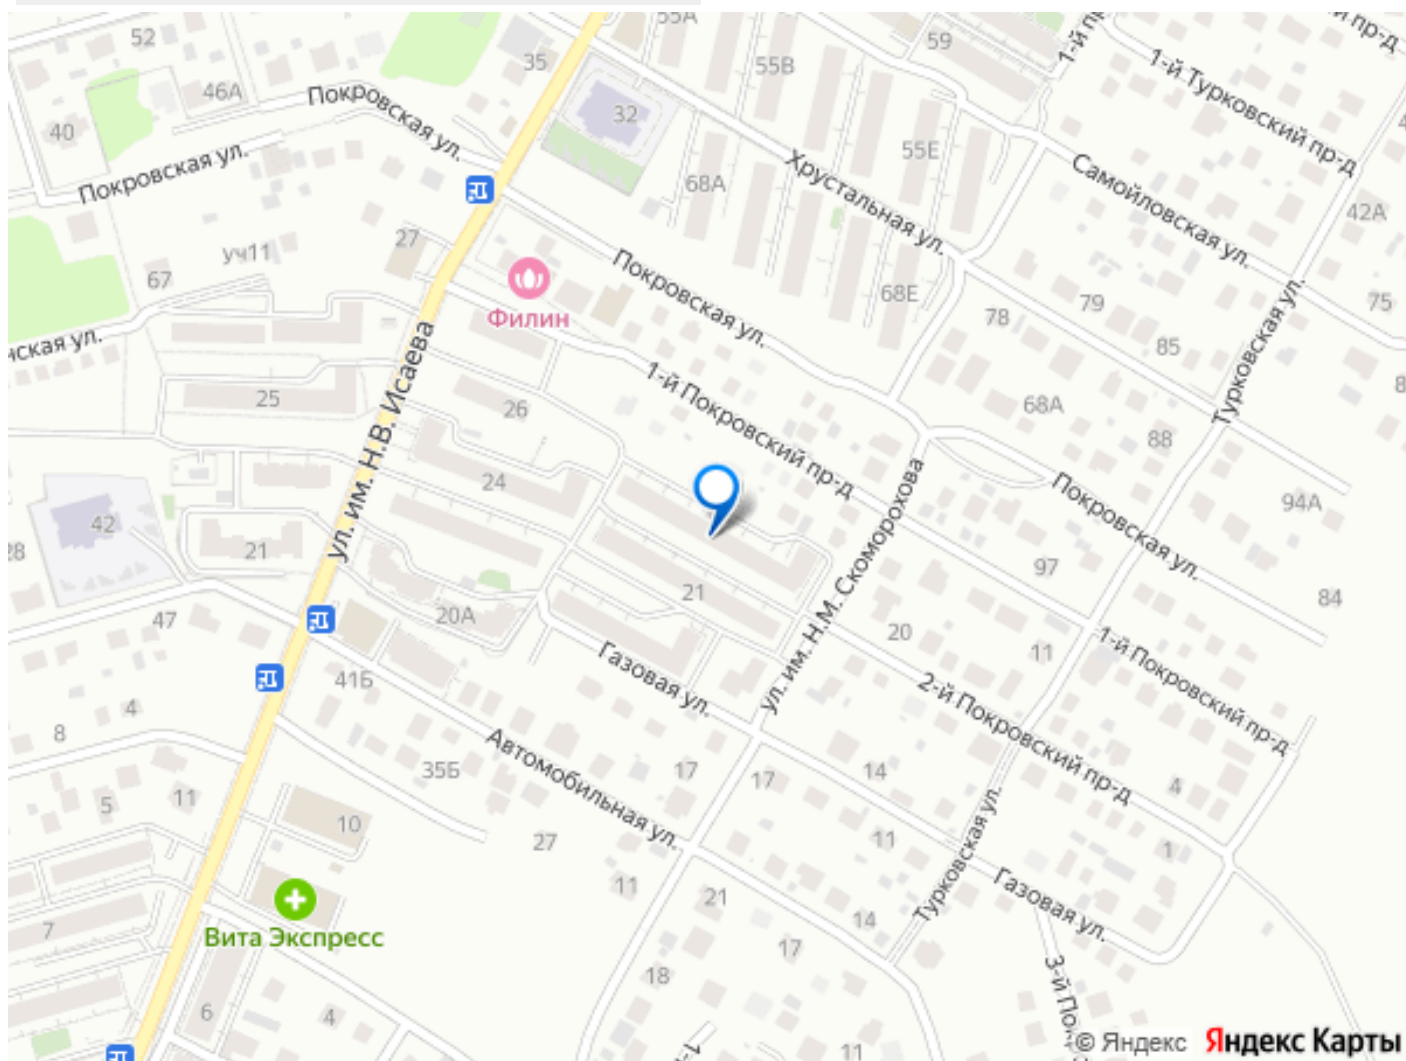 52
55А
59
1-й Турковский пр-д
35
55В
46А
Покровская ул.
32
40
55Е
Покровская ул.
68А
Хрустальная ул.
Самойловская ул.
42А
27
уч11
67
Покровская ул.
68Е
79
75
Филин
78
Турковская ул.
ул. им. Н.В. Исаева
85
1-й Покровский пр-д
25
26
68А
88
24
94А
ул. им. Н.М. Скоморохова
Покровская ул.
42
28
21
97
21
84
47
20А
20
11
1-й Покровский пр-д
Газовая ул.
2-й Покровский пр-д
41Б
4
8
Автомобильная ул.
35Б
17
17
14
4
5
11
Турковская ул.
10
27
11
1
11
21
Газовая ул.
14
Вита Экспресс
7
17
18
6
4
11
© Яндекс
Яндекс Карты